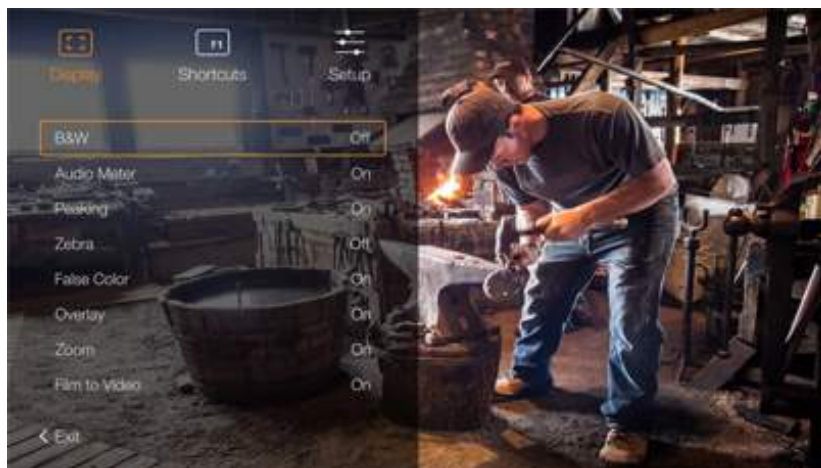 F1
Display Shortcuts Setup
B&W Off
Audio Meter On
Peaking On
Zebra Off
False Color On
Overlay On
Zoom On
Film to Video On
< Exit